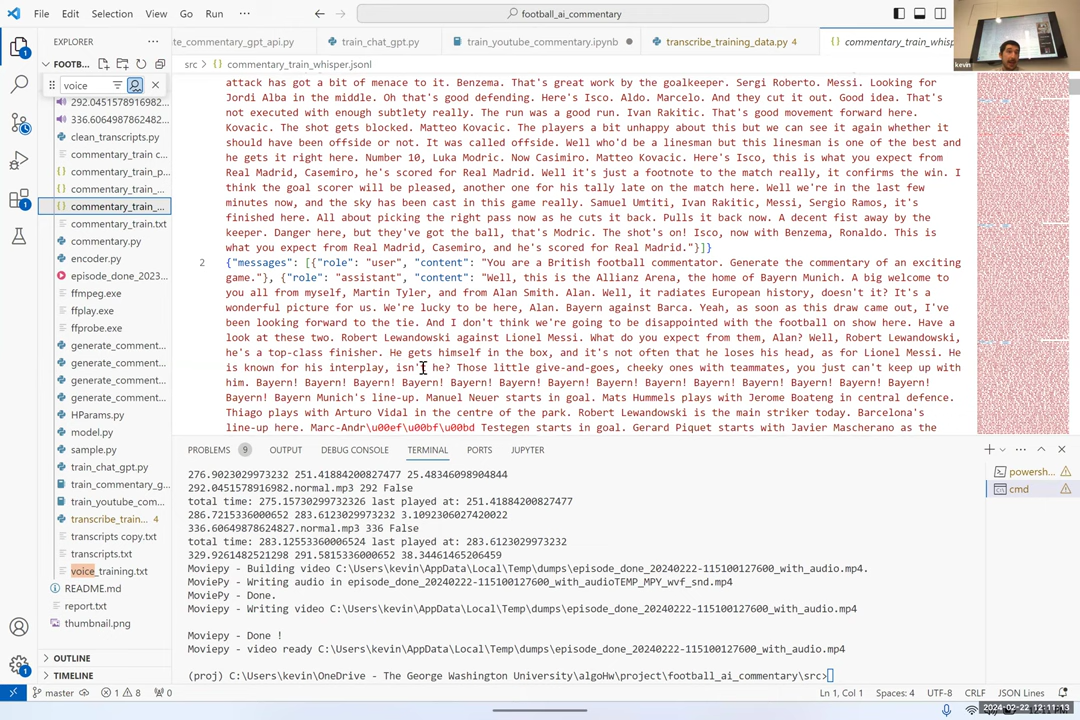 File Edit Selection View Go Run ··· football_ai_commentary
EXPLORER ··· te_commentary_gpt_api.py train_chat_gpt.py train_youtube_commentary.ipynb transcribe_training_data.py 4 commentary_train_whisp
FOOTB... src > commentary_train_whisper.jsonl
voice
292.0451578916982...
336.6064987624827...
clean_transcripts.py
commentary_train c...
commentary_train_p...
commentary_train_...
commentary_train_...
commentary_train.txt
commentary.py
encoder.py
episode_done_2023...
ffmpeg.exe
ffplay.exe
ffprobe.exe
generate_comment...
generate_comment...
generate_comment...
generate_comment...
HParams.py
model.py
sample.py
train_chat_gpt.py
train_commentary_g...
train_youtube_com...
transcribe_train... 4
transcripts copy.txt
transcripts.txt
voice_training.txt
README.md
report.txt
thumbnail.png
OUTLINE
TIMELINE
attack has got a bit of menace to it. Benzema. That's great work by the goalkeeper. Sergi Roberto. Messi. Looking for
Jordi Alba in the middle. Oh that's good defending. Here's Isco. Aldo. Marcelo. And they cut it out. Good idea. That's
not executed with enough subtlety really. The run was a good run. Ivan Rakitic. That's good movement forward here.
Kovacic. The shot gets blocked. Matteo Kovacic. The players a bit unhappy about this but we can see it again whether it
should have been offside or not. It was called offside. Well who'd be a linesman but this linesman is one of the best and
he gets it right here. Number 10, Luka Modric. Now Casimiro. Matteo Kovacic. Here's Isco, this is what you expect from
Real Madrid, Casemiro, he's scored for Real Madrid. Well it's just a footnote to the match really, it confirms the win. I
think the goal scorer will be pleased, another one for his tally late on the match here. Well we're in the last few
minutes now, and the sky has been cast in this game really. Samuel Umtiti, Ivan Rakitic, Messi, Sergio Ramos, it's
finished here. All about picking the right pass now as he cuts it back. Pulls it back now. A decent fist away by the
keeper. Danger here, but they've got the ball, that's Modric. The shot's on! Isco, now with Benzema, Ronaldo. This is
what you expect from Real Madrid, Casemiro, and he's scored for Real Madrid."}]}
2 {"messages": [{"role": "user", "content": "You are a British football commentator. Generate the commentary of an exciting
game."}, {"role": "assistant", "content": "Well, this is the Allianz Arena, the home of Bayern Munich. A big welcome to
you all from myself, Martin Tyler, and from Alan Smith. Alan. Well, it radiates European history, doesn't it? It's a
wonderful picture for us. We're lucky to be here, Alan. Bayern against Barca. Yeah, as soon as this draw came out, I've
been looking forward to the tie. And I don't think we're going to be disappointed with the football on show here. Have a
look at these two. Robert Lewandowski against Lionel Messi. What do you expect from them, Alan? Well, Robert Lewandowski,
he's a top-class finisher. He gets himself in the box, and it's not often that he loses his head, as for Lionel Messi. He
is known for his interplay, isn't he? Those little give-and-goes, cheeky ones with teammates, you just can't keep up with
him. Bayern! Bayern! Bayern! Bayern! Bayern! Bayern! Bayern! Bayern! Bayern! Bayern! Bayern! Bayern! Bayern! Bayern!
Bayern! Bayern Munich's line-up. Manuel Neuer starts in goal. Mats Hummels plays with Jerome Boateng in central defence.
Thiago plays with Arturo Vidal in the centre of the park. Robert Lewandowski is the main striker today. Barcelona's
line-up here. Marc-Andr\u00ef\u00bf\u00bd Testegen starts in goal. Gerard Piquet starts with Javier Mascherano as the
kevin
PROBLEMS 9 OUTPUT DEBUG CONSOLE TERMINAL PORTS JUPYTER
276.9023029973232 251.41884200827477 25.48346098904844
292.0451578916982.normal.mp3 292 False
total time: 275.15730299732326 last played at: 251.41884200827477
286.7215329973232 283.6123029973232 3.1092306027420022
336.60649876248​27.normal.mp3 336 False
total time: 283.12553360006524 last played at: 283.6123029973232
329.9261482521298 291.5815336000652 38.34461465206459
Moviepy - Building video C:\Users\kevin\AppData\Local\Temp\dumps\episode_done_20240222-115100127600_with_audio.mp4.
MoviePy - Writing audio in episode_done_20240222-115100127600_with_audioTEMP_MPY_wvf_snd.mp4
MoviePy - Done.
Moviepy - Writing video C:\Users\kevin\AppData\Local\Temp\dumps\episode_done_20240222-115100127600_with_audio.mp4
Moviepy - Done !
Moviepy - video ready C:\Users\kevin\AppData\Local\Temp\dumps\episode_done_20240222-115100127600_with_audio.mp4
(proj) C:\Users\kevin\OneDrive - The George Washington University\algoHw\project\football_ai_commentary\src>
powersh...
cmd
master 1 8 0 Ln 1, Col 1 Spaces: 4 UTF-8 CRLF JSON Lines
2024-02-22 12:11:13